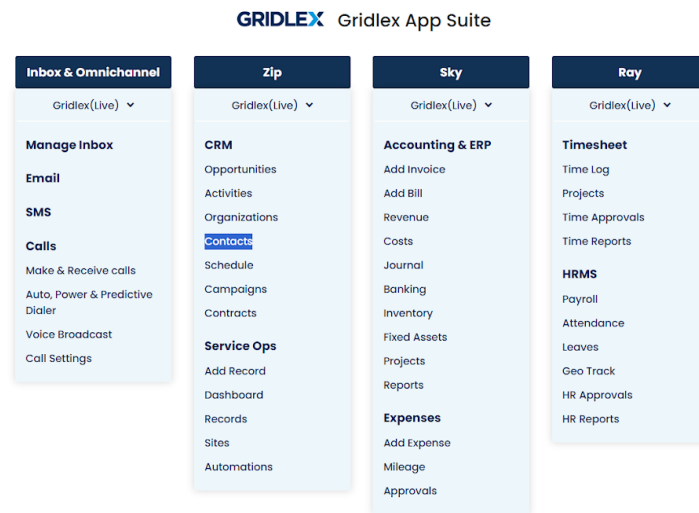 GRIDLEX Gridlex App Suite
Inbox & Omnichannel
Gridlex(Live)
Manage Inbox
Email
SMS
Calls
Make & Receive calls
Auto, Power & Predictive
Dialer
Voice Broadcast
Call Settings
Zip
Gridlex(Live)
CRM
Opportunities
Activities
Organizations
Contacts
Schedule
Campaigns
Contracts
Service Ops
Add Record
Dashboard
Records
Sites
Automations
Sky
Gridlex(Live)
Accounting & ERP
Add Invoice
Add Bill
Revenue
Costs
Journal
Banking
Inventory
Fixed Assets
Projects
Reports
Expenses
Add Expense
Mileage
Approvals
Ray
Gridlex(Live)
Timesheet
Time Log
Projects
Time Approvals
Time Reports
HRMS
Payroll
Attendance
Leaves
Geo Track
HR Approvals
HR Reports